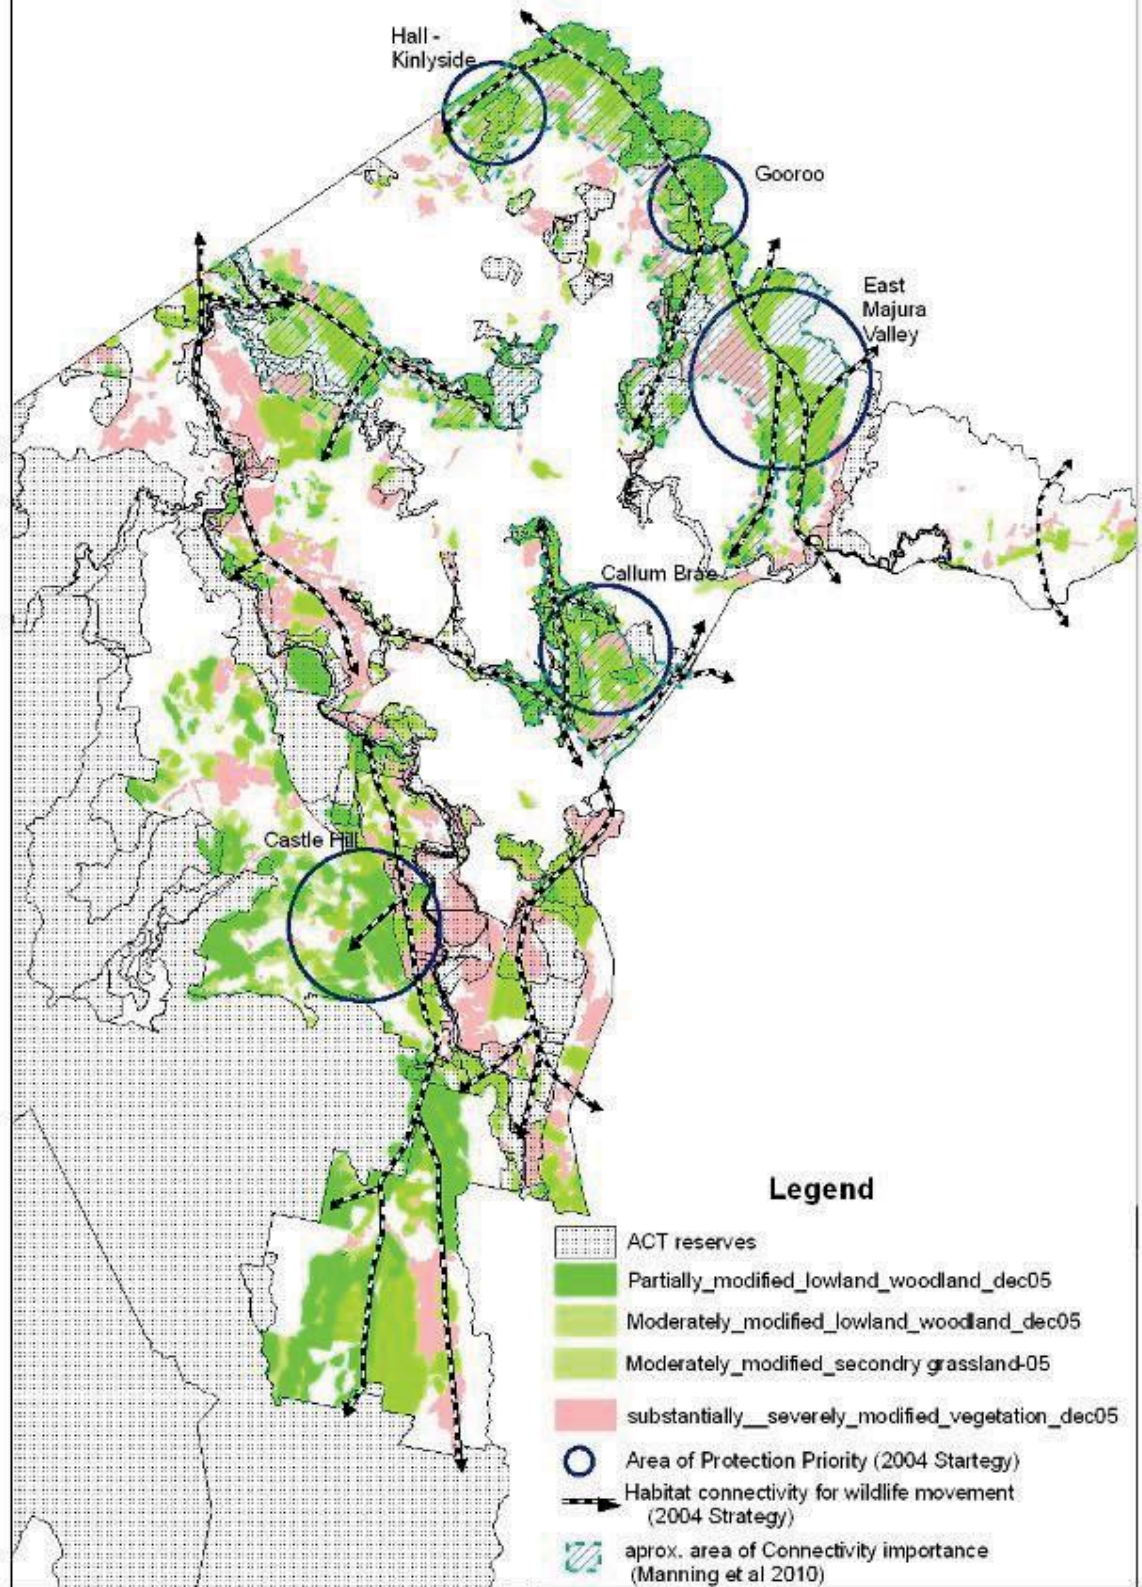 Hall -
Kinlyside
Gooroo
East
Majura
Valley
Callum Brae
Castle Hill
Legend
ACT reserves
Partially_modified_lowland_woodland_dec05
Moderately_modified_lowland_woodland_dec05
Moderately_modified_secondry grassland-05
substantially__severely_modified_vegetation_dec05
Area of Protection Priority (2004 Startegy)
Habitat connectivity for wildlife movement
(2004 Strategy)
aprox. area of Connectivity importance
(Manning et al 2010)